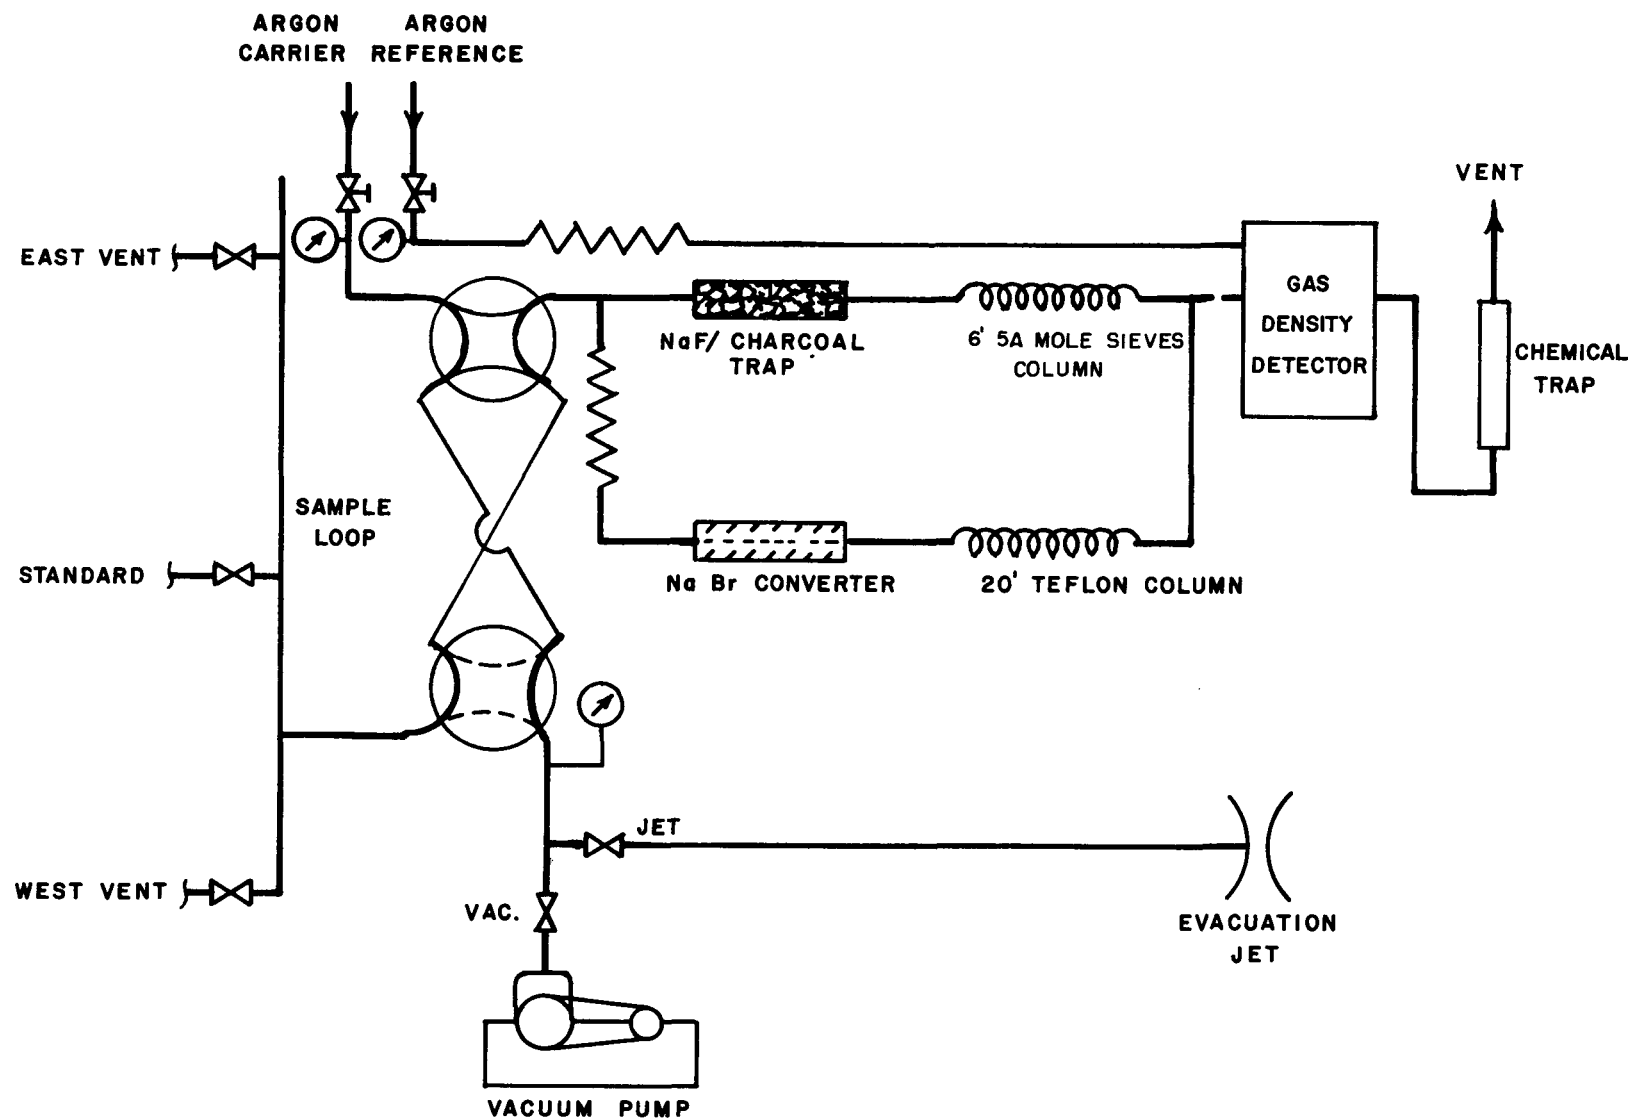 ARGON
CARRIER
ARGON
REFERENCE
VENT
EAST VENT
GAS
DENSITY
DETECTOR
NaF/ CHARCOAL
TRAP
6' 5A MOLE SIEVES
COLUMN
CHEMICAL
TRAP
SAMPLE
LOOP
STANDARD
Na Br CONVERTER
20' TEFLON COLUMN
JET
WEST VENT
VAC.
EVACUATION
JET
VACUUM PUMP